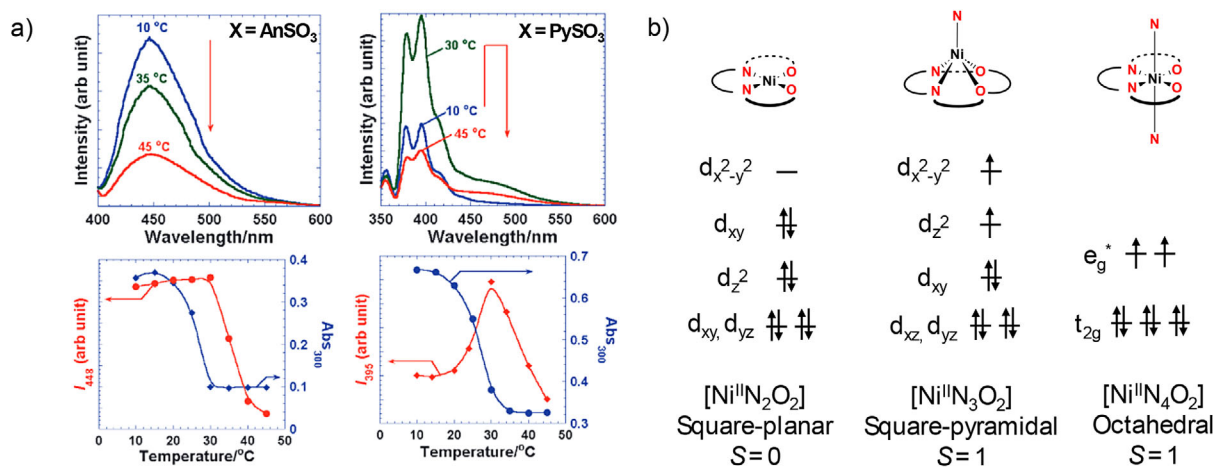 a)
X = AnSO₃
10 °C
35 °C
45 °C
Intensity (arb unit)
400 450 500 550 600
Wavelength/nm
X = PySO₃
30 °C
10 °C
45 °C
Intensity (arb unit)
350 400 450 500 550 600
Wavelength/nm
0.4
0.3
0.2
0.1
0
I₄₄₈ (arb unit)
Abs₃₀₀
0 10 20 30 40 50
Temperature/°C
0.7
0.6
0.5
0.4
0.3
I₃₉₅ (arb unit)
Abs₃₀₀
0 10 20 30 40 50
Temperature/°C
b)
N
N Ni O
N O
N
Ni
N O
N O
N
N Ni O
N O
N
dx²-y²
dxy
dz²
dxy, dyz
dx²-y²
dz²
dxy
dxz, dyz
eg*
t2g
[NiᴵᴵN₂O₂]
Square-planar
S = 0
[NiᴵᴵN₃O₂]
Square-pyramidal
S = 1
[NiᴵᴵN₄O₂]
Octahedral
S = 1